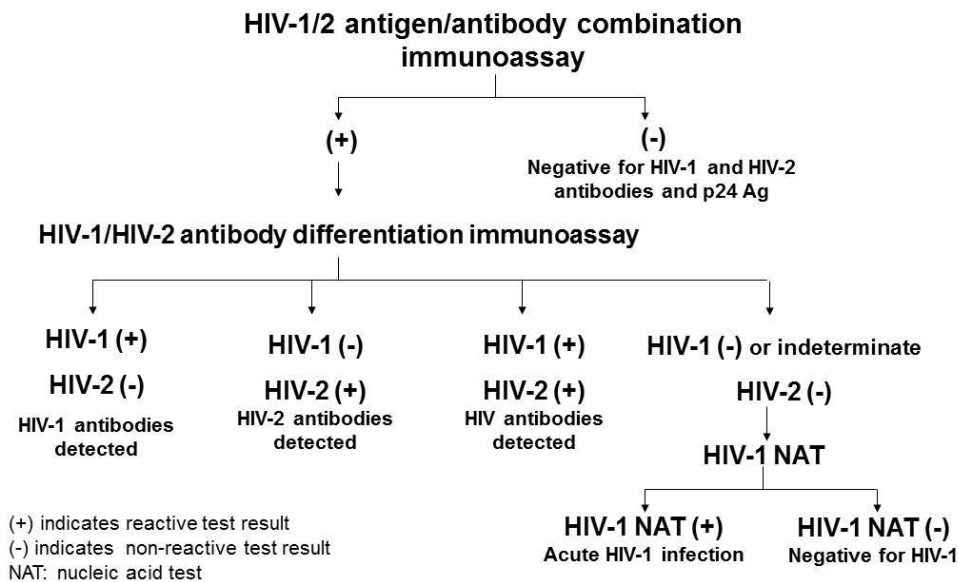 HIV-1/2 antigen/antibody combination
immunoassay
(+)
(-)
Negative for HIV-1 and HIV-2
antibodies and p24 Ag
HIV-1/HIV-2 antibody differentiation immunoassay
HIV-1 (+)
HIV-2 (-)
HIV-1 antibodies
detected
HIV-1 (-)
HIV-2 (+)
HIV-2 antibodies
detected
HIV-1 (+)
HIV-2 (+)
HIV antibodies
detected
HIV-1 (-) or indeterminate
HIV-2 (-)
HIV-1 NAT
HIV-1 NAT (+)
Acute HIV-1 infection
HIV-1 NAT (-)
Negative for HIV-1
(+) indicates reactive test result
(-) indicates non-reactive test result
NAT: nucleic acid test